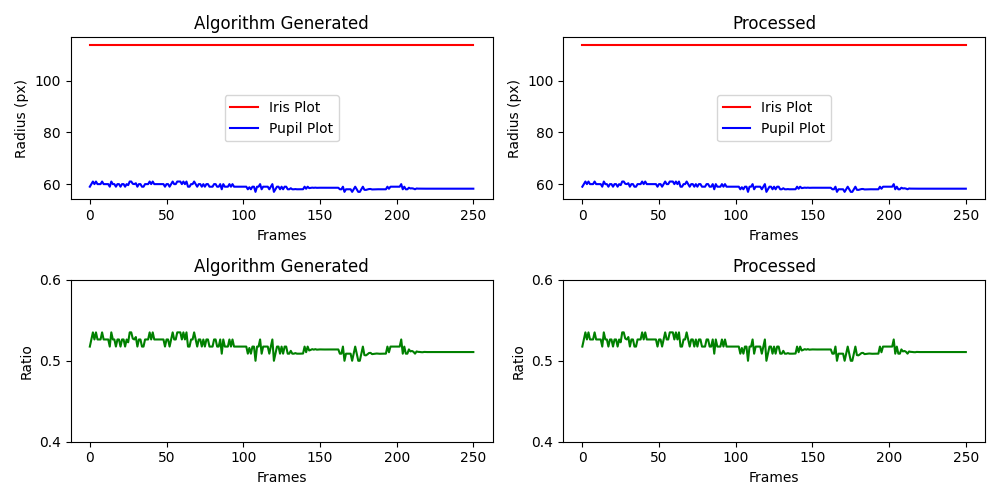 Algorithm Generated
Radius (px)
100
80
60
Iris Plot
Pupil Plot
0 50 100 150 200 250
Frames
Processed
Radius (px)
100
80
60
Iris Plot
Pupil Plot
0 50 100 150 200 250
Frames
Algorithm Generated
Ratio
0.6
0.5
0.4
0 50 100 150 200 250
Frames
Processed
Ratio
0.6
0.5
0.4
0 50 100 150 200 250
Frames